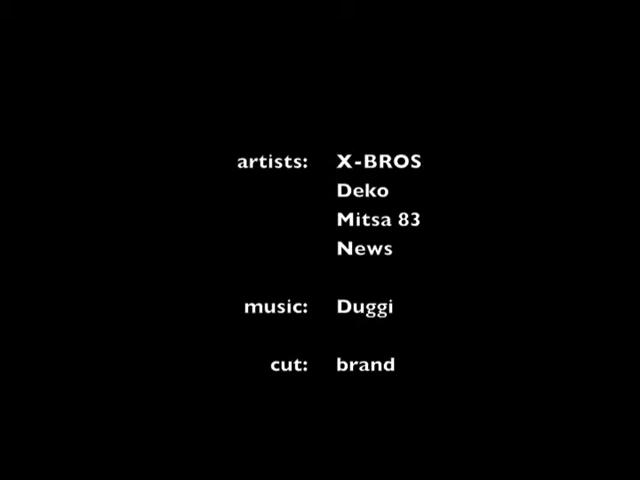 artists: X-BROS
Deko
Mitsa 83
News
music: Duggi
cut: brand